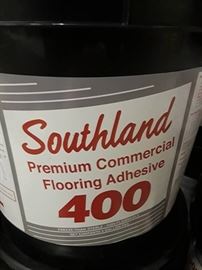 Southland
Premium Commercial
Flooring Adhesive
400